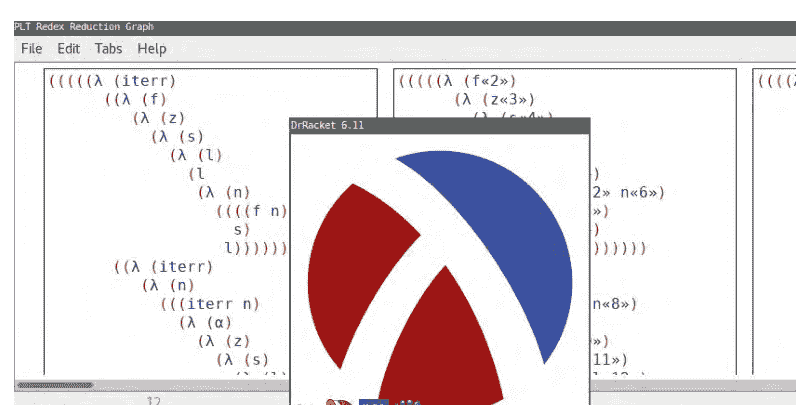 PLT Redex Reduction Graph
File Edit Tabs Help
(((((λ (iterr)
((λ (f)
(λ (z)
(λ (s)
(λ (l)
(l
(λ (n)
((((f n)
s)
l))))))
((λ (iterr)
(λ (n)
(((iterr n)
(λ (α)
(λ (z)
(λ (s)
(((((λ (f«2»)
(λ (z«3»)
(λ (s«4»)
)
2» n«6»)
»)
)
))))))
n«8»)
»)
11»)
((((
DrRacket 6.11
12